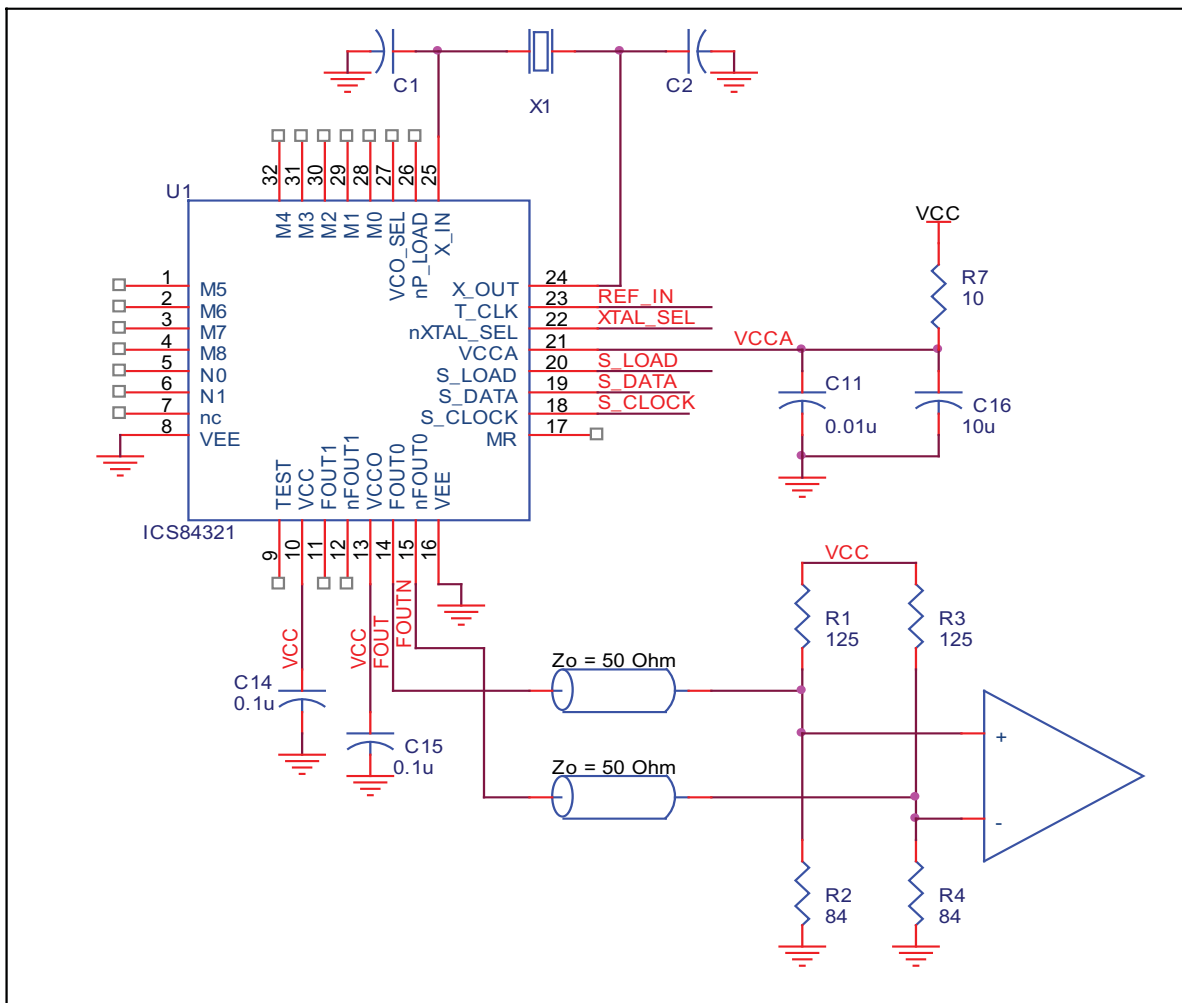 C1
C2
X1
32
31
30
29
28
27
26
25
U1
M4
M3
M2
M1
M0
VCO_SEL
nP_LOAD
X_IN
VCC
R7
10
1
2
3
4
5
6
7
8
M5
M6
M7
M8
N0
N1
nc
VEE
X_OUT
T_CLK
nXTAL_SEL
VCCA
S_LOAD
S_DATA
S_CLOCK
MR
24
23
22
21
20
19
18
17
REF_IN
XTAL_SEL
VCCA
S_LOAD
S_DATA
S_CLOCK
C11
0.01u
C16
10u
TEST
VCC
FOUT1
nFOUT1
VCCO
FOUT0
nFOUT0
VEE
ICS84321
9
10
11
12
13
14
15
16
VCC
VCC
FOUT
FOUTN
C14
0.1u
C15
0.1u
VCC
R1
125
R3
125
Zo = 50 Ohm
Zo = 50 Ohm
+
-
R2
84
R4
84